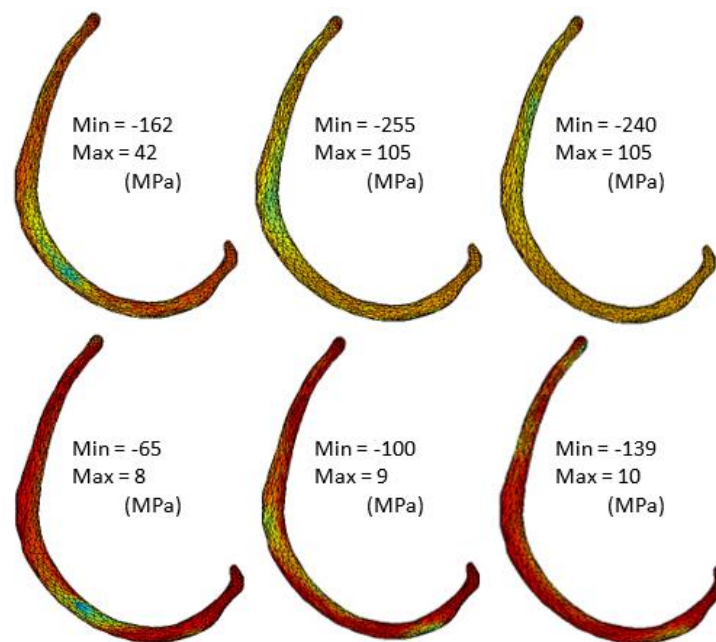 Min = -162
Max = 42
(MPa)
Min = -255
Max = 105
(MPa)
Min = -240
Max = 105
(MPa)
Min = -65
Max = 8
(MPa)
Min = -100
Max = 9
(MPa)
Min = -139
Max = 10
(MPa)